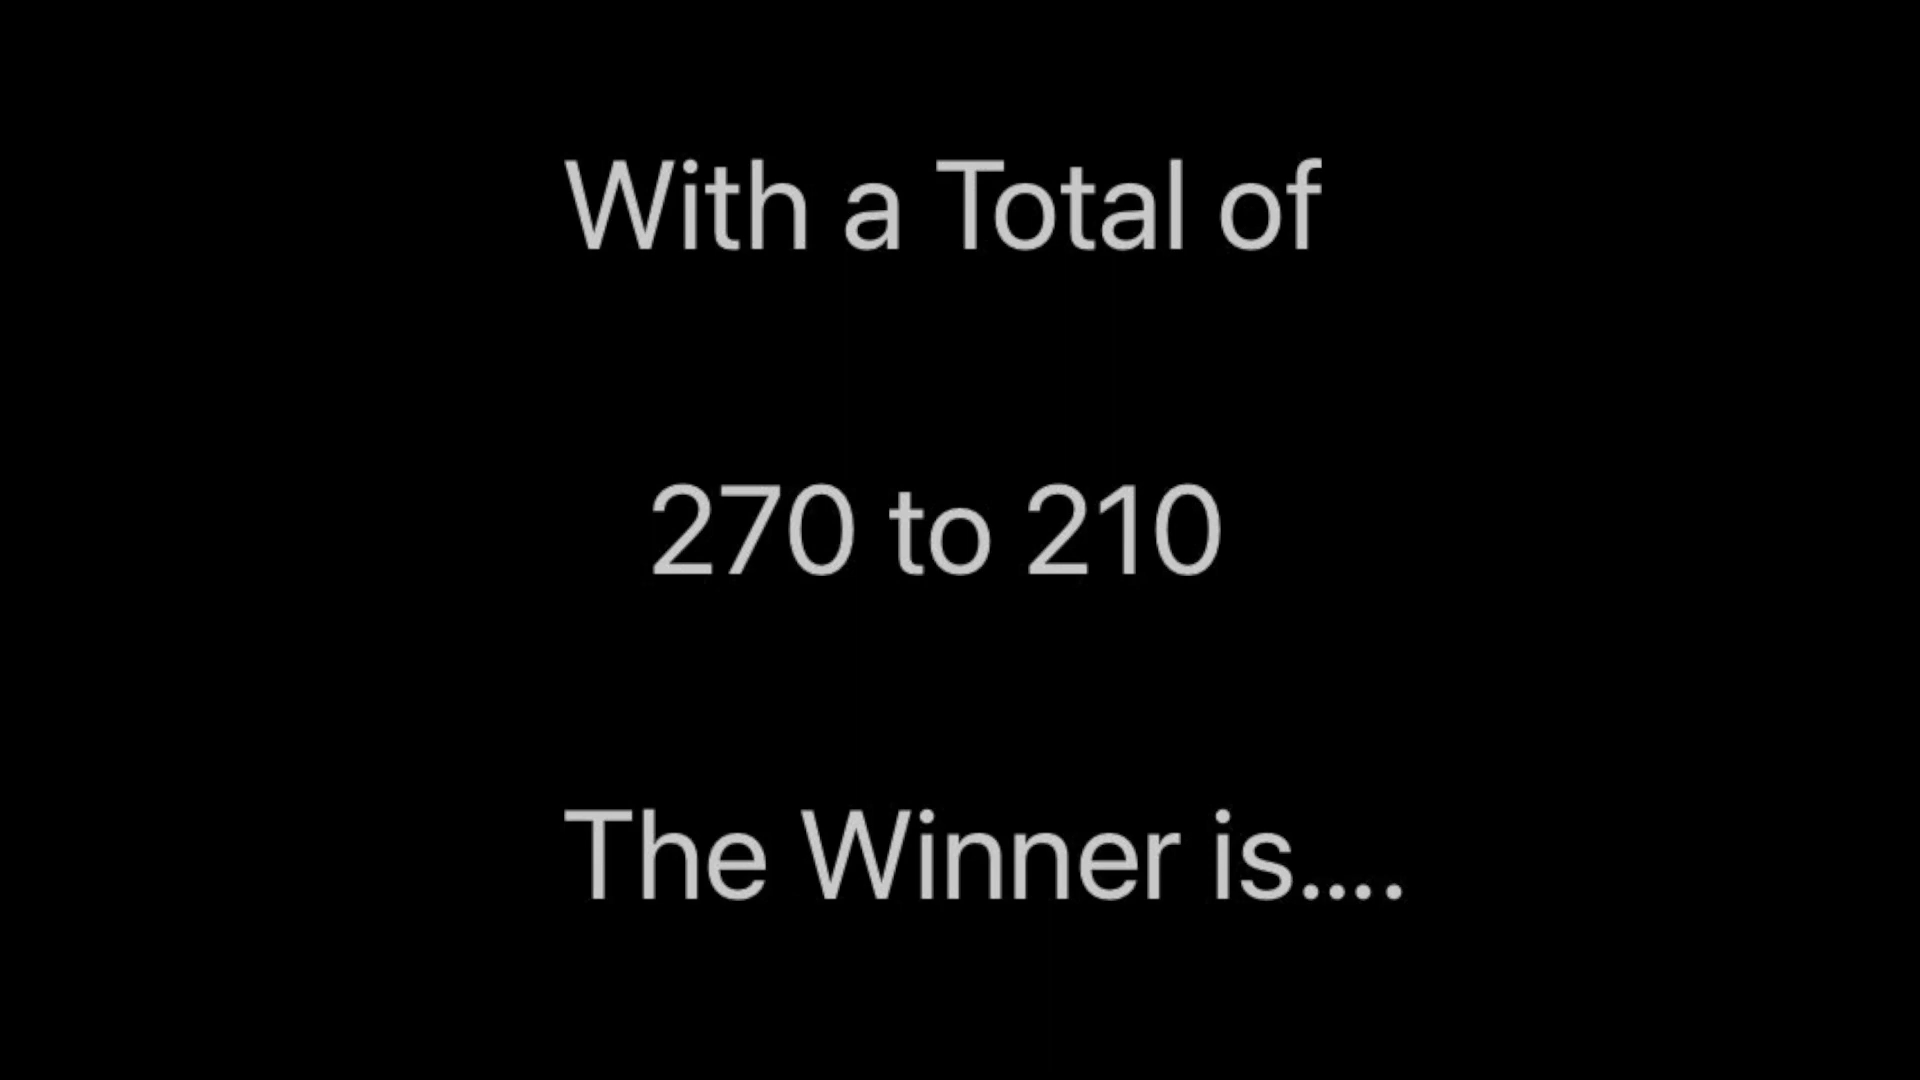 With a Total of
270 to 210
The Winner is....